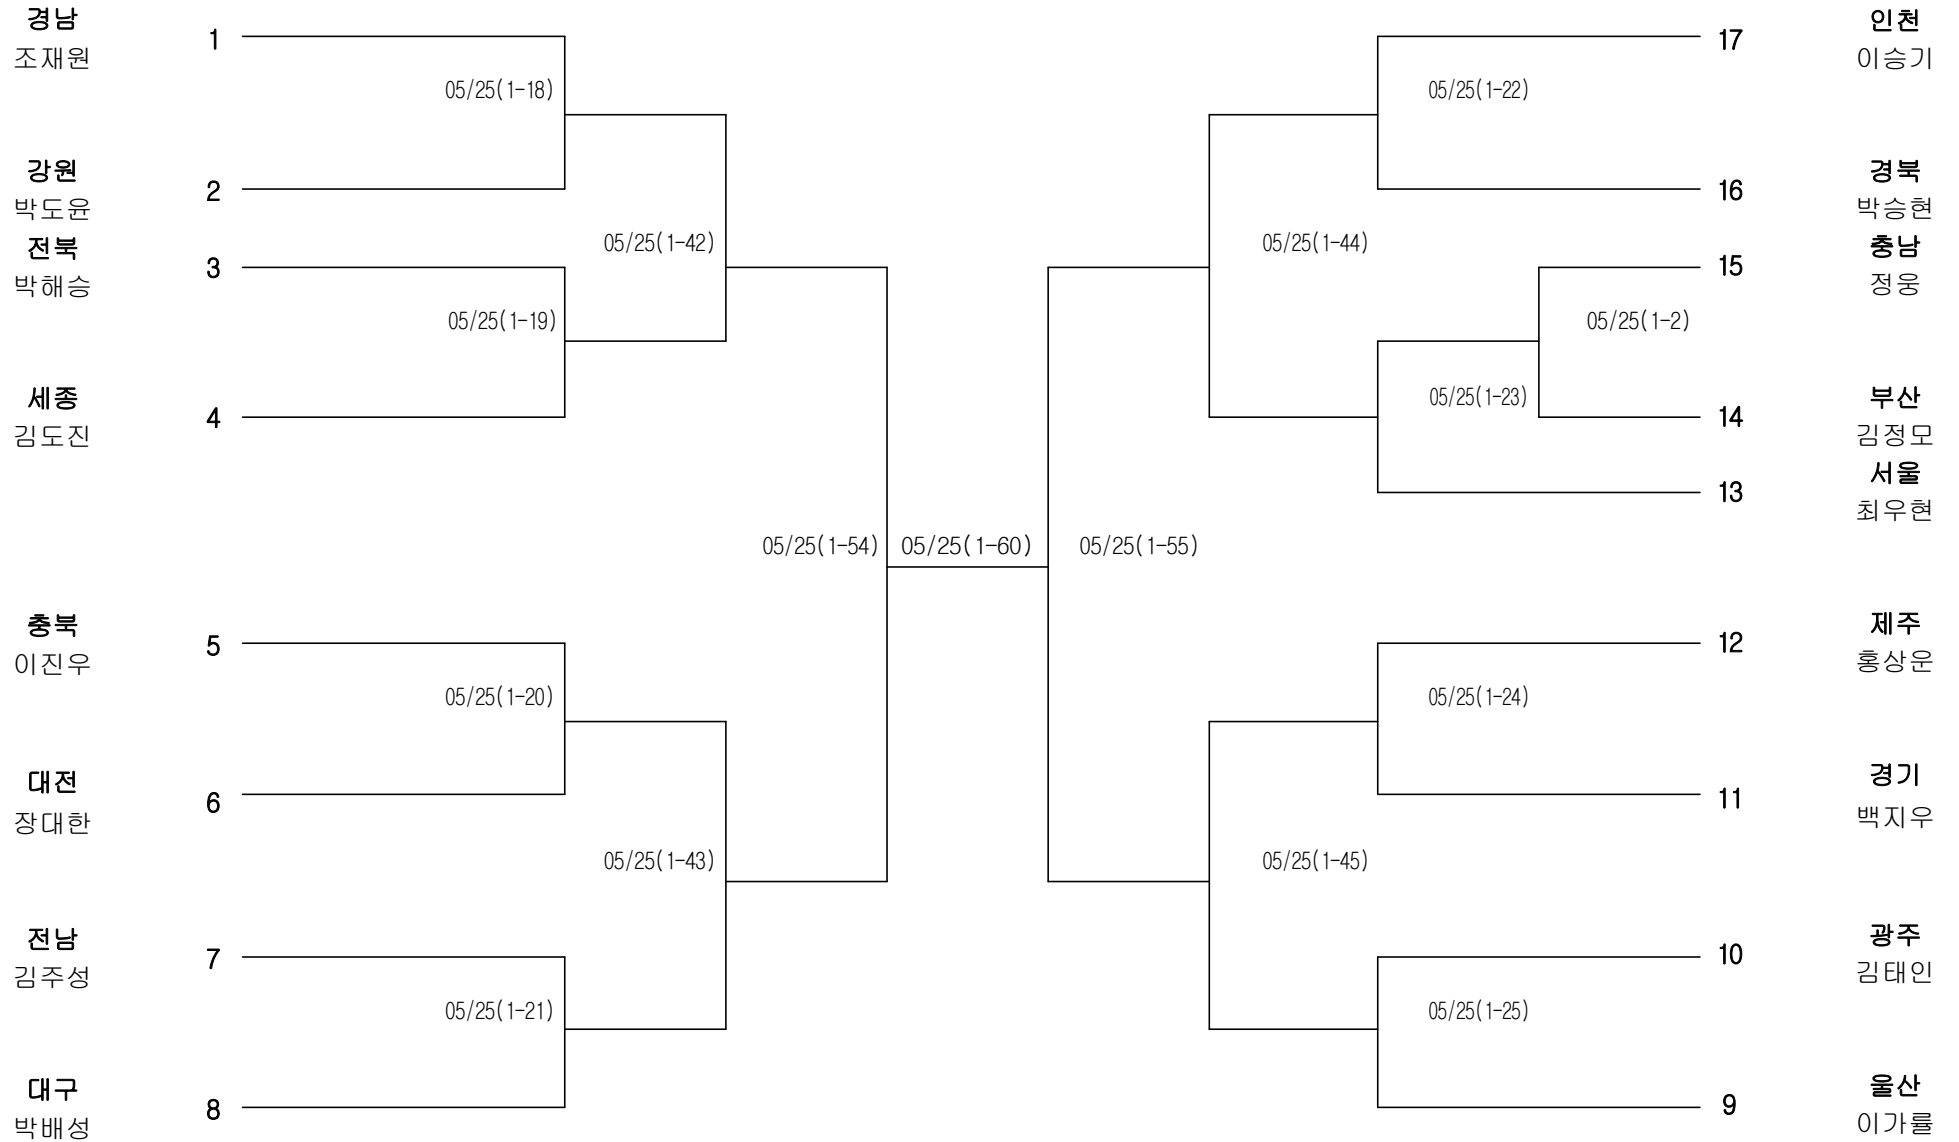 경남
조재원
1
05/25(1-18)
강원
박도윤
2
전북
박해승
3
05/25(1-42)
05/25(1-19)
세종
김도진
4
05/25(1-54)
05/25(1-60)
05/25(1-55)
충북
이진우
5
05/25(1-20)
대전
장대한
6
05/25(1-43)
전남
김주성
7
05/25(1-21)
대구
박배성
8
인천
이승기
17
05/25(1-22)
경북
박승현
16
05/25(1-44)
충남
정웅
15
05/25(1-2)
05/25(1-23)
부산
김정모
14
서울
최우현
13
제주
홍상운
12
05/25(1-24)
경기
백지우
11
05/25(1-45)
광주
김태인
10
05/25(1-25)
울산
이가률
9